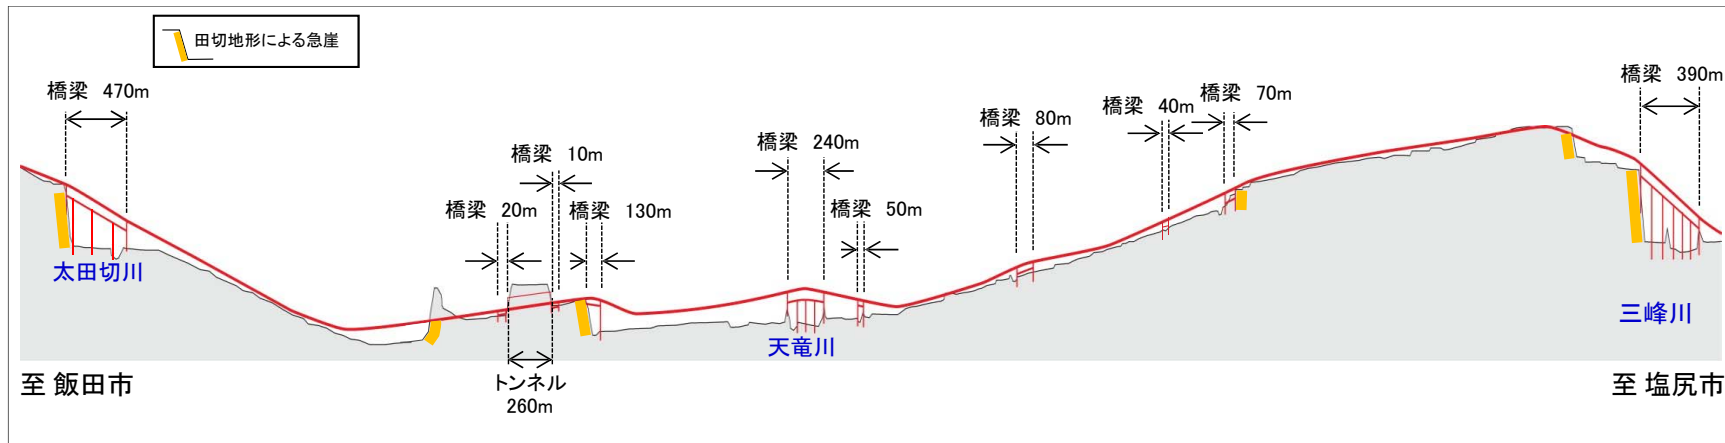 田切地形による急崖
橋梁 470m
橋梁 20m
橋梁 10m
橋梁 130m
橋梁 240m
橋梁 50m
橋梁 80m
橋梁 40m
橋梁 70m
橋梁 390m
太田切川
天竜川
三峰川
トンネル
260m
至 飯田市
至 塩尻市